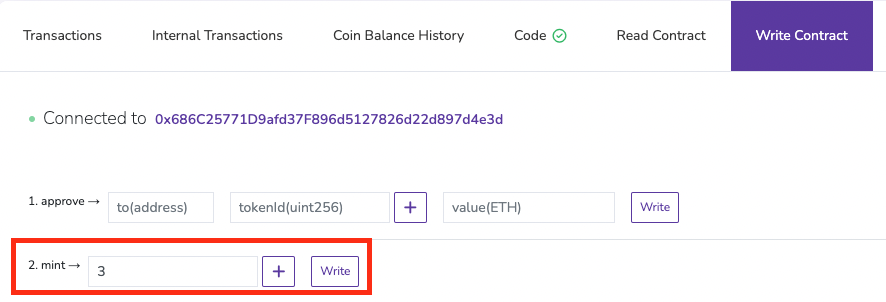 Transactions Internal Transactions Coin Balance History Code Read Contract Write Contract
Connected to 0x686C25771D9afd37F896d5127826d22d897d4e3d
1. approve → to(address) tokenId(uint256) + value(ETH) Write
2. mint → 3 + Write